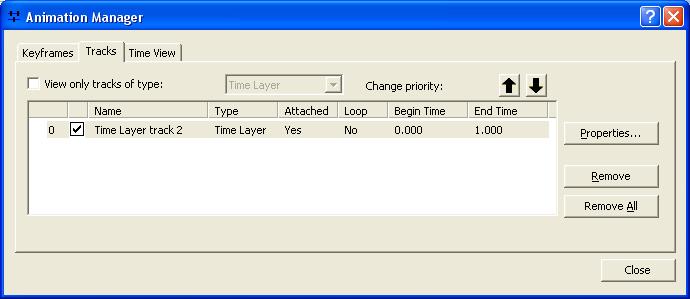 Animation Manager
Keyframes Tracks Time View
View only tracks of type: Time Layer Change priority:
Name Type Attached Loop Begin Time End Time
0 Time Layer track 2 Time Layer Yes No 0.000 1.000
Properties...
Remove
Remove All
Close